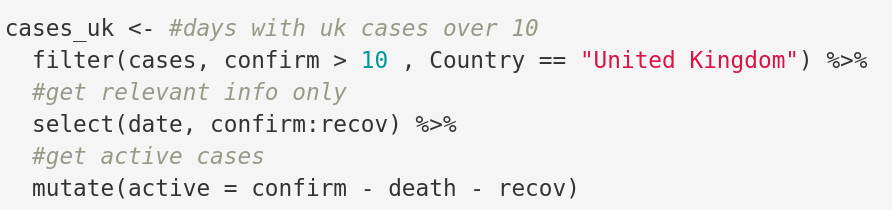 cases_uk <- #days with uk cases over 10
  filter(cases, confirm > 10 , Country == "United Kingdom") %>%
  #get relevant info only
  select(date, confirm:recov) %>%
  #get active cases
  mutate(active = confirm - death - recov)